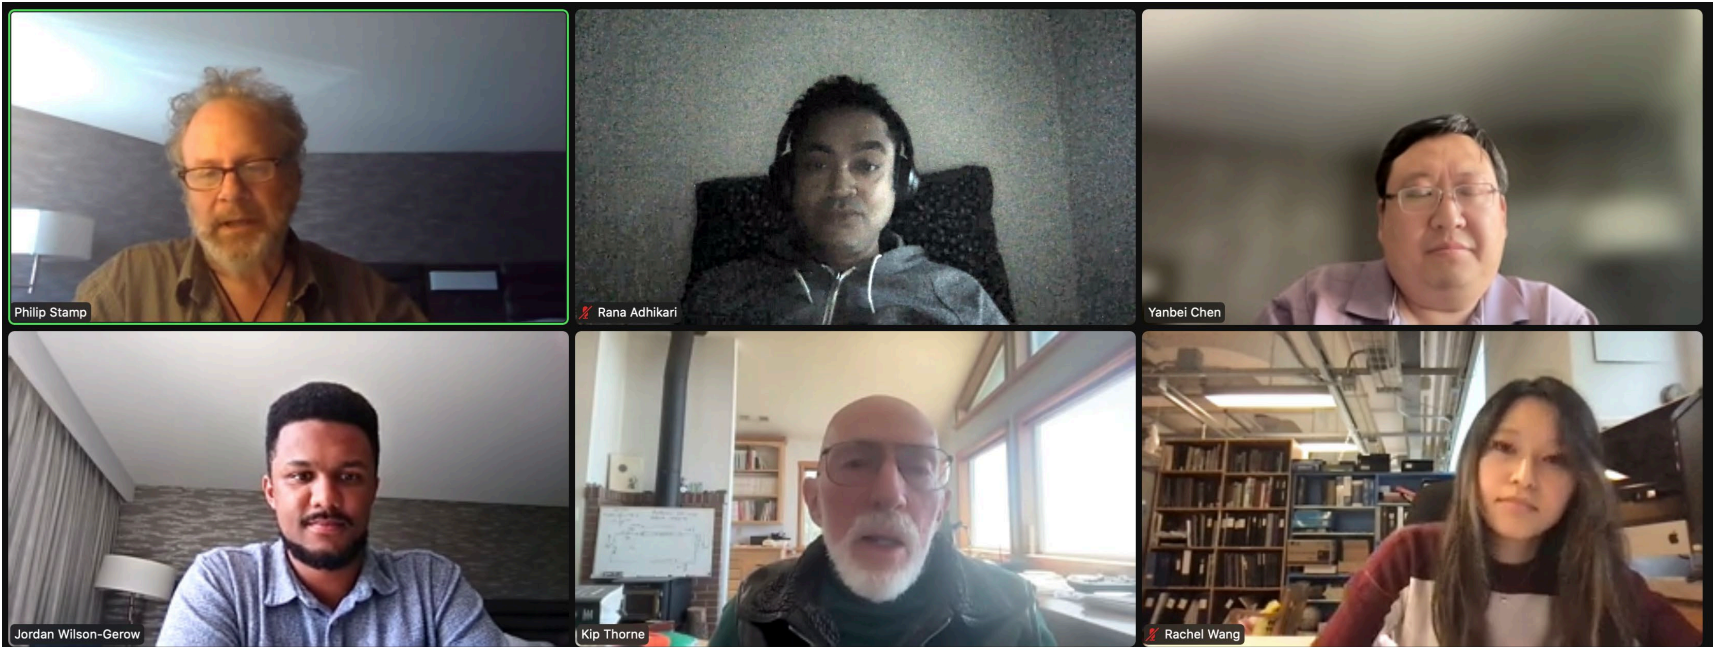 Philip Stamp
Rana Adhikari
Yanbei Chen
Jordan Wilson-Gerow
Kip Thorne
Rachel Wang